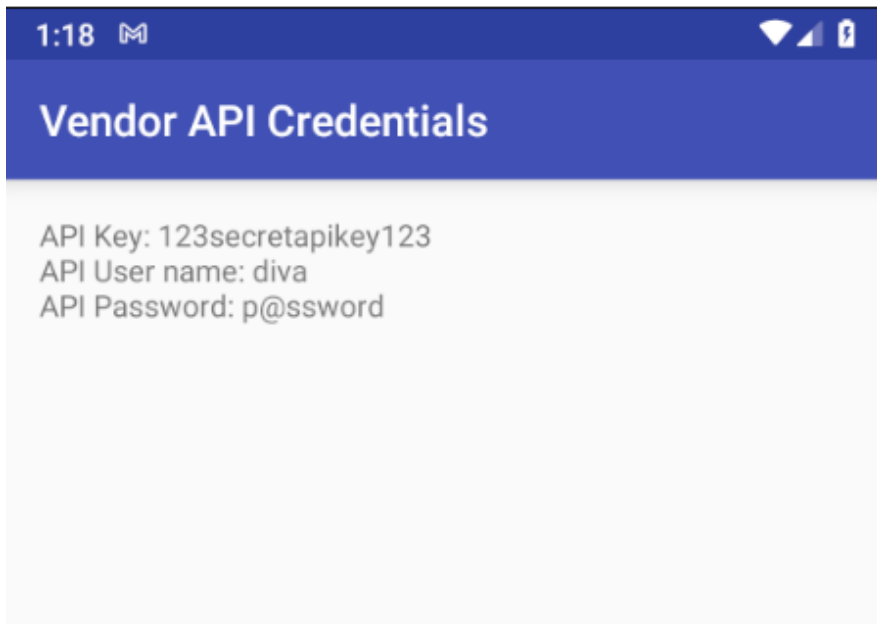 1:18
Vendor API Credentials
API Key: 123secretapikey123
API User name: diva
API Password: p@ssword